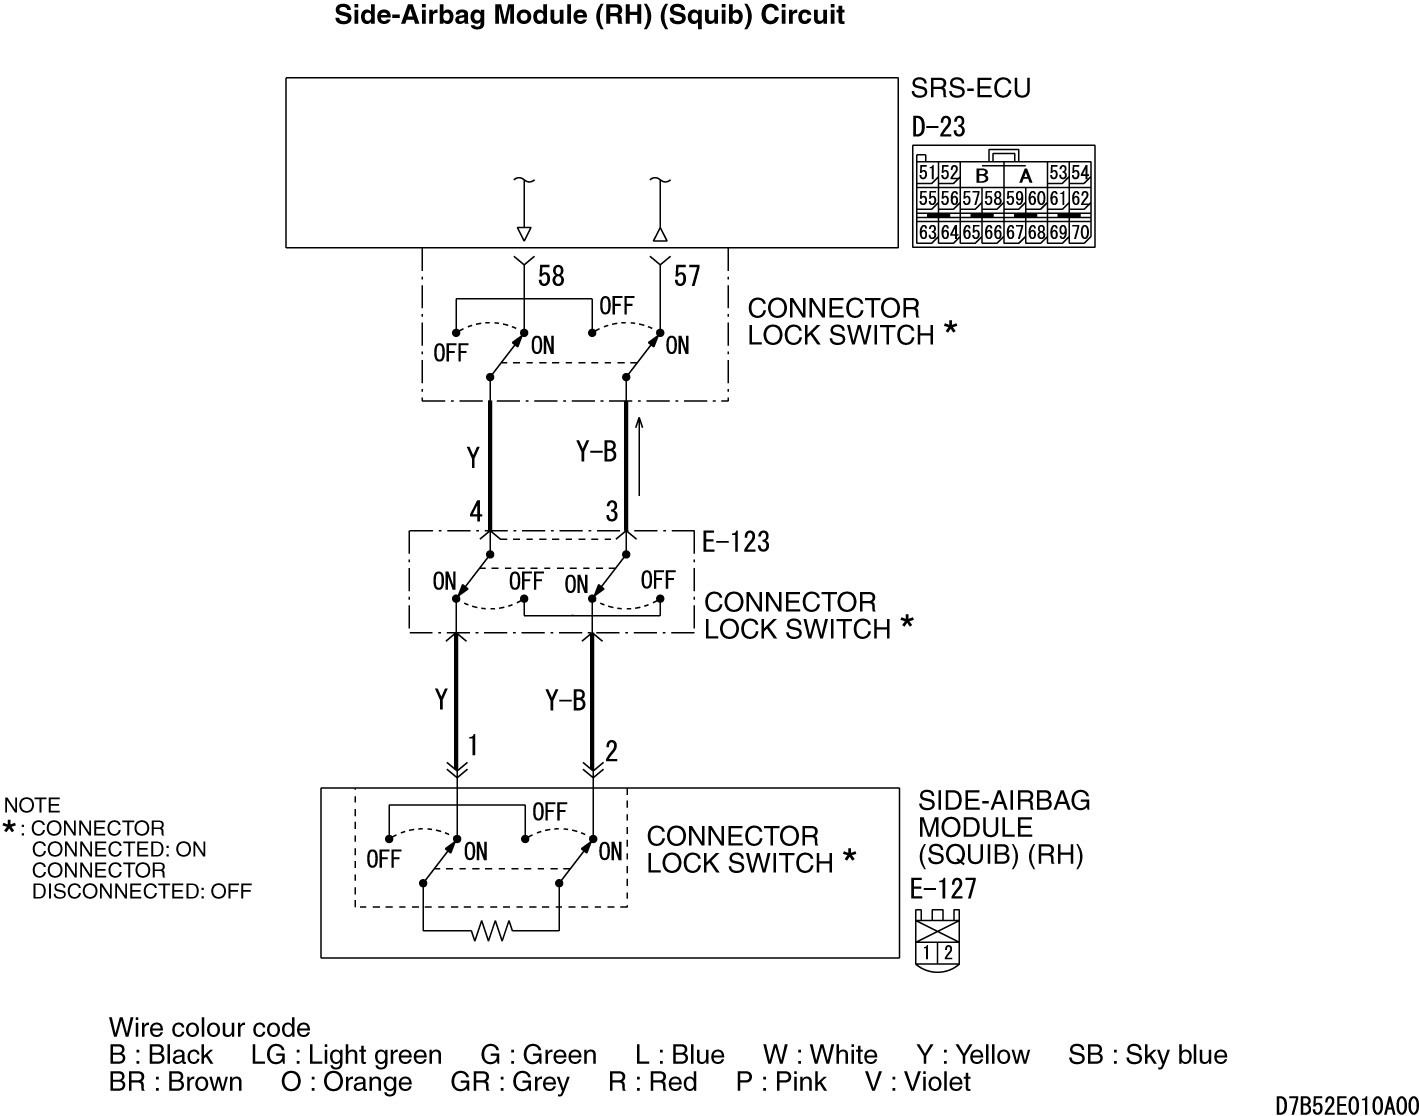 Side-Airbag Module (RH) (Squib) Circuit
SRS-ECU
D-23
51 52 B A 53 54
55 56 57 58 59 60 61 62
63 64 65 66 67 68 69 70
58 57
OFF
CONNECTOR
LOCK SWITCH *
OFF ON ON
Y Y-B
4 3
E-123
ON OFF ON OFF
CONNECTOR
LOCK SWITCH *
Y Y-B
1 2
NOTE
* : CONNECTOR
CONNECTED: ON
CONNECTOR
DISCONNECTED: OFF
OFF
OFF ON ON
CONNECTOR
LOCK SWITCH *
SIDE-AIRBAG
MODULE
(SQUIB) (RH)
E-127
1 2
Wire colour code
B : Black LG : Light green G : Green L : Blue W : White Y : Yellow SB : Sky blue
BR : Brown O : Orange GR : Grey R : Red P : Pink V : Violet
D7B52E010A00